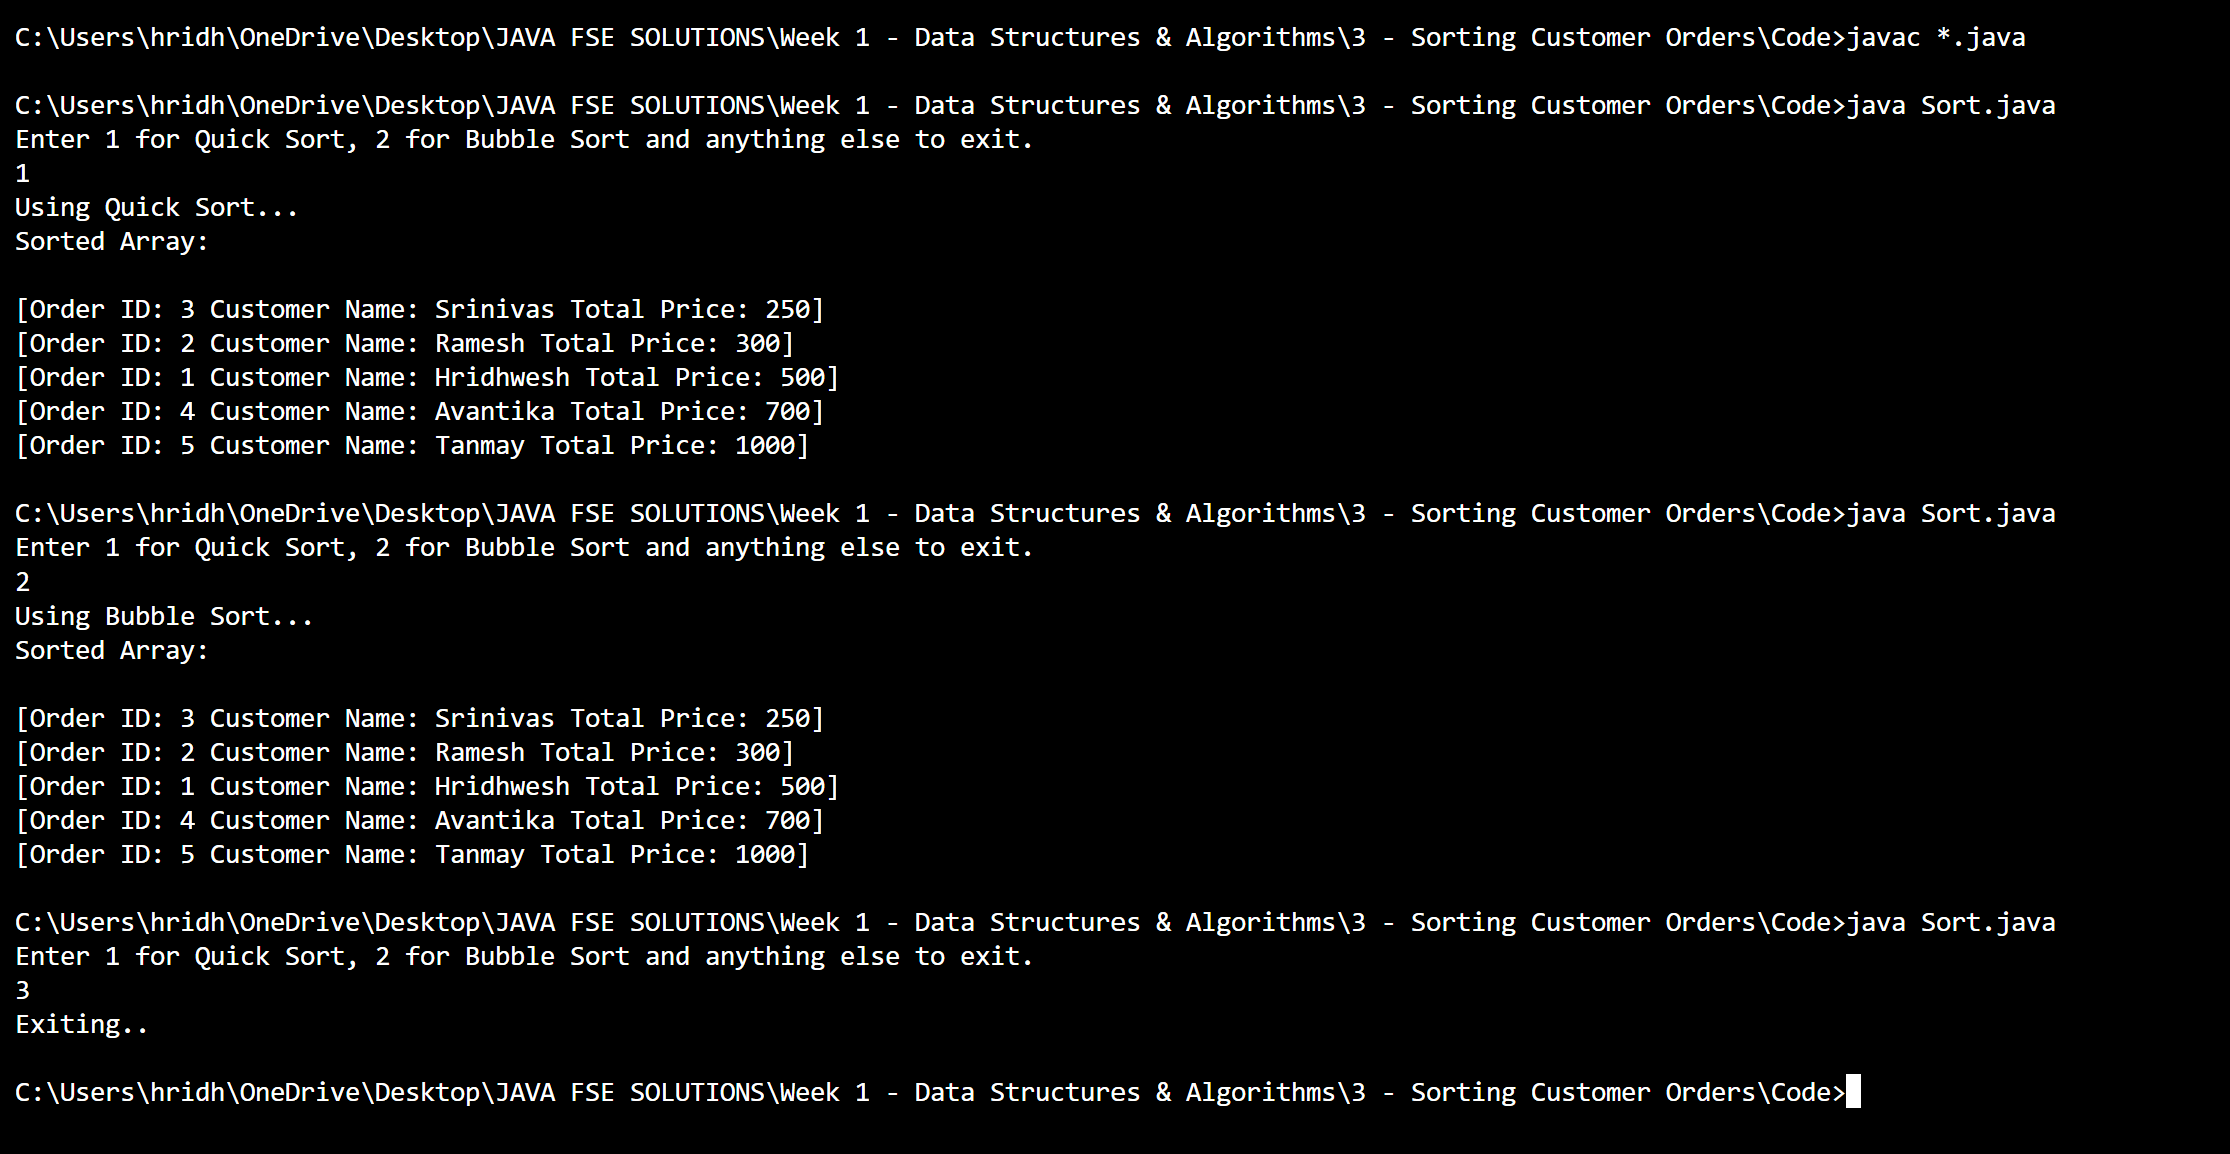 C:\Users\hridh\OneDrive\Desktop\JAVA FSE SOLUTIONS\Week 1 - Data Structures & Algorithms\3 - Sorting Customer Orders\Code>javac *.java
C:\Users\hridh\OneDrive\Desktop\JAVA FSE SOLUTIONS\Week 1 - Data Structures & Algorithms\3 - Sorting Customer Orders\Code>java Sort.java
Enter 1 for Quick Sort, 2 for Bubble Sort and anything else to exit.
1
Using Quick Sort...
Sorted Array:
[Order ID: 3 Customer Name: Srinivas Total Price: 250]
[Order ID: 2 Customer Name: Ramesh Total Price: 300]
[Order ID: 1 Customer Name: Hridhwesh Total Price: 500]
[Order ID: 4 Customer Name: Avantika Total Price: 700]
[Order ID: 5 Customer Name: Tanmay Total Price: 1000]
C:\Users\hridh\OneDrive\Desktop\JAVA FSE SOLUTIONS\Week 1 - Data Structures & Algorithms\3 - Sorting Customer Orders\Code>java Sort.java
Enter 1 for Quick Sort, 2 for Bubble Sort and anything else to exit.
2
Using Bubble Sort...
Sorted Array:
[Order ID: 3 Customer Name: Srinivas Total Price: 250]
[Order ID: 2 Customer Name: Ramesh Total Price: 300]
[Order ID: 1 Customer Name: Hridhwesh Total Price: 500]
[Order ID: 4 Customer Name: Avantika Total Price: 700]
[Order ID: 5 Customer Name: Tanmay Total Price: 1000]
C:\Users\hridh\OneDrive\Desktop\JAVA FSE SOLUTIONS\Week 1 - Data Structures & Algorithms\3 - Sorting Customer Orders\Code>java Sort.java
Enter 1 for Quick Sort, 2 for Bubble Sort and anything else to exit.
3
Exiting..
C:\Users\hridh\OneDrive\Desktop\JAVA FSE SOLUTIONS\Week 1 - Data Structures & Algorithms\3 - Sorting Customer Orders\Code>